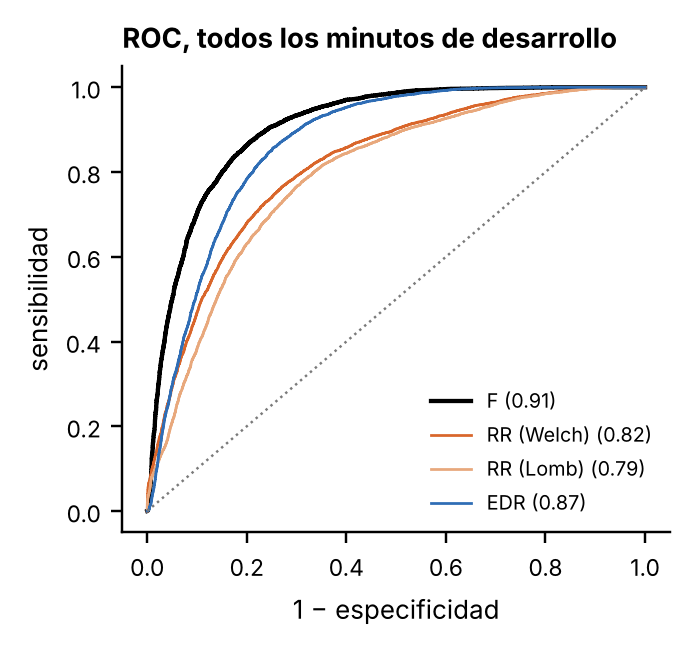 ROC, todos los minutos de desarrollo
sensibilidad
1.0
0.8
0.6
0.4
0.2
0.0
F (0.91)
RR (Welch) (0.82)
RR (Lomb) (0.79)
EDR (0.87)
0.0 0.2 0.4 0.6 0.8 1.0
1 − especificidad